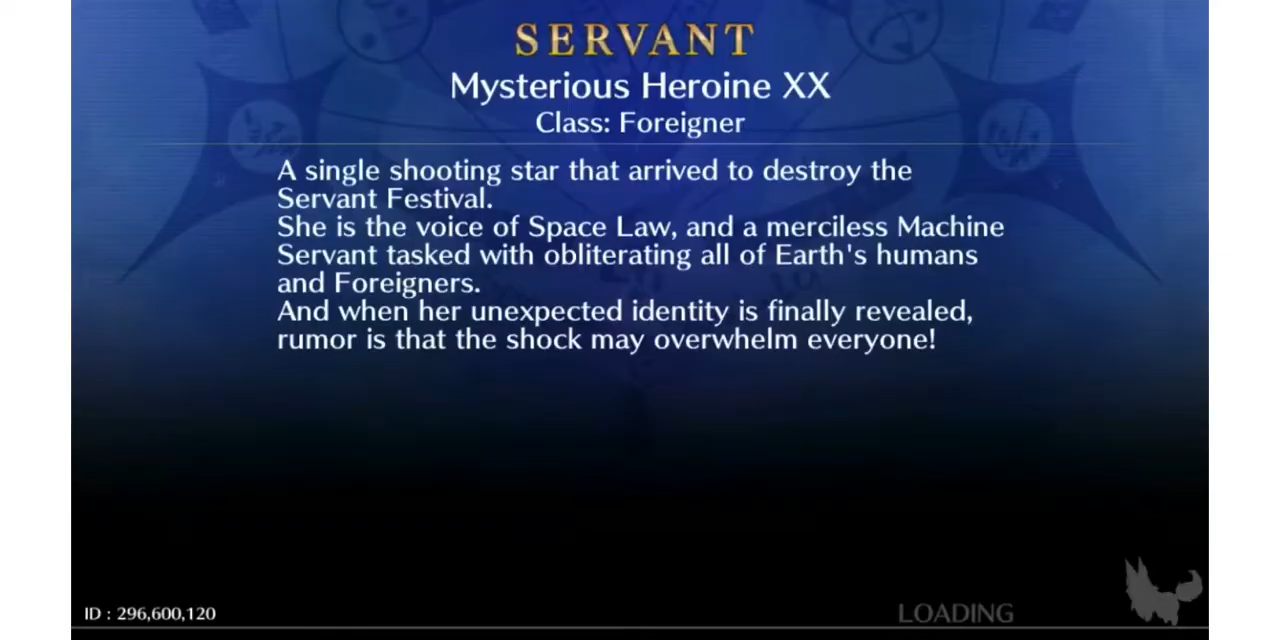 SERVANT
Mysterious Heroine XX
Class: Foreigner
A single shooting star that arrived to destroy the
Servant Festival.
She is the voice of Space Law, and a merciless Machine
Servant tasked with obliterating all of Earth's humans
and Foreigners.
And when her unexpected identity is finally revealed,
rumor is that the shock may overwhelm everyone!
ID : 296,600,120
LOADING